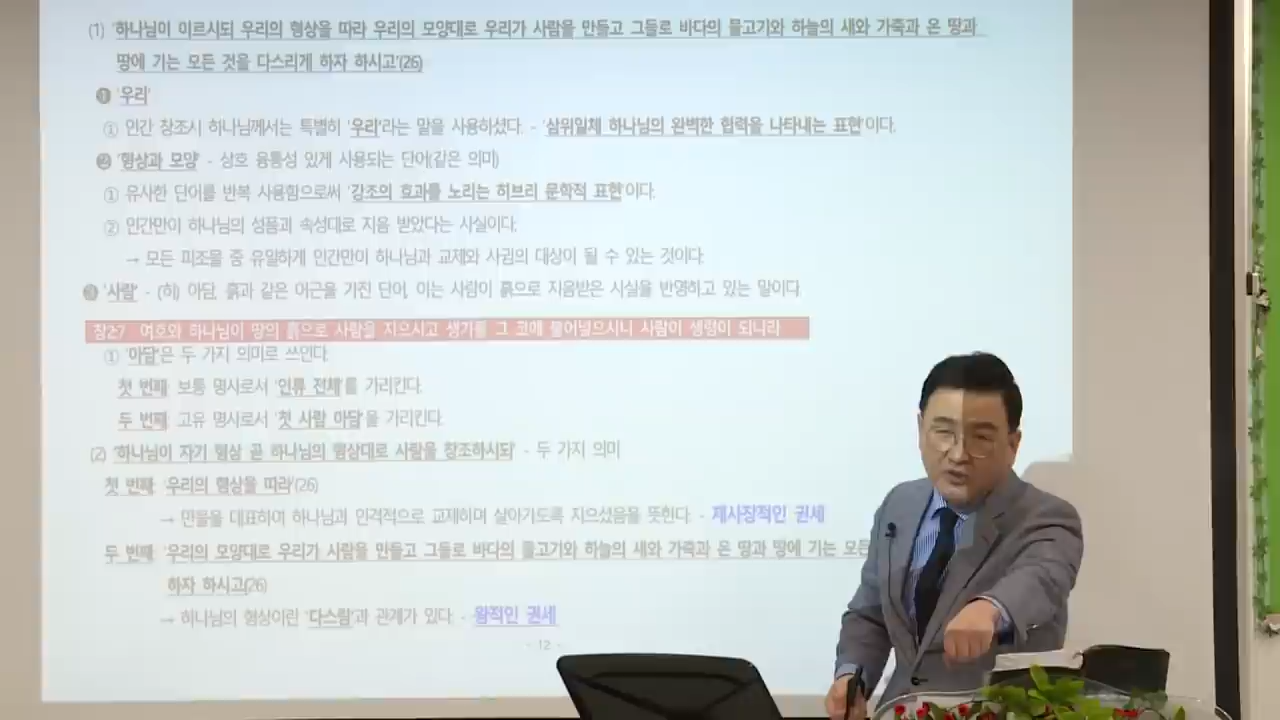 (1) '하나님이 이르시되 우리의 형상을 따라 우리의 모양대로 우리가 사람을 만들고 그들로 바다의 물고기와 하늘의 새와 가축과 온 땅과
땅에 기는 모든 것을 다스리게 하자 하시고'(26)
❶ '우리'
① 인간 창조시 하나님께서는 특별히 '우리'라는 말을 사용하셨다. - '삼위일체 하나님의 완벽한 협력을 나타내는 표현'이다.
❷ '형상과 모양' - 상호 융통성 있게 사용되는 단어(같은 의미)
① 유사한 단어를 반복 사용함으로써 '강조의 효과를 노리는 히브리 문학적 표현'이다.
② 인간만이 하나님의 성품과 속성대로 지음 받았다는 사실이다.
→ 모든 피조물 중 유일하게 인간만이 하나님과 교제와 사귐의 대상이 될 수 있는 것이다.
❸ '사람' - (히) 아담, 흙과 같은 어근을 가진 단어, 이는 사람이 흙으로 지음받은 사실을 반영하고 있는 말이다.
창2:7 여호와 하나님이 땅의 흙으로 사람을 지으시고 생기를 그 코에 불어넣으시니 사람이 생령이 되니라
① '아담'은 두 가지 의미로 쓰인다.
첫 번째 보통 명사로서 '인류 전체'를 가리킨다.
두 번째 고유 명사로서 '첫 사람 아담'을 가리킨다.
(2) '하나님이 자기 형상 곧 하나님의 형상대로 사람을 창조하시되' - 두 가지 의미
첫 번째 '우리의 형상을 따라'(26)
→ 만물을 대표하여 하나님과 인격적으로 교제하며 살아가도록 지으셨음을 뜻한다. - 제사장적인 권세
두 번째 '우리의 모양대로 우리가 사람을 만들고 그들로 바다의 물고기와 하늘의 새와 가축과 온 땅과 땅에 기는 모든
하자 하시고(26)
→ 하나님의 형상이란 '다스림'과 관계가 있다. - 왕적인 권세
- 12 -